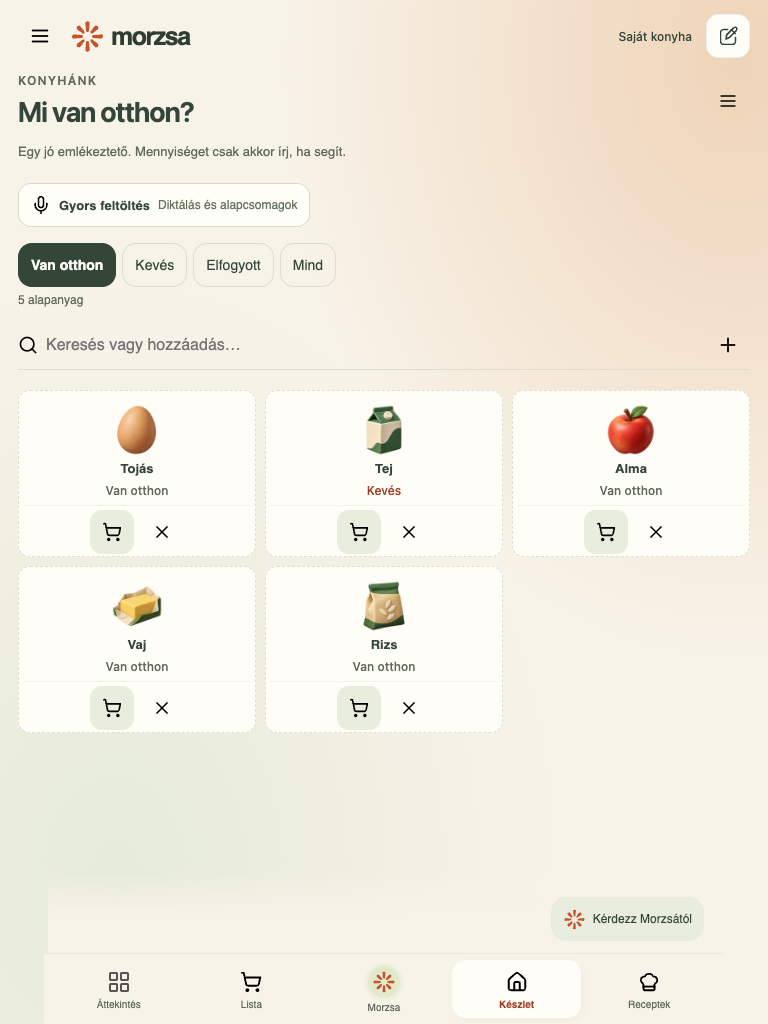 morzsa
Saját konyha
KONYHÁNK
Mi van otthon?
Egy jó emlékeztető. Mennyiséget csak akkor írj, ha segít.
Gyors feltöltés Diktálás és alapcsomagok
Van otthon Kevés Elfogyott Mind
5 alapanyag
Keresés vagy hozzáadás…
Tojás
Van otthon
Tej
Kevés
Alma
Van otthon
Vaj
Van otthon
Rizs
Van otthon
Kérdezz Morzsától
Áttekintés
Lista
Morzsa
Készlet
Receptek